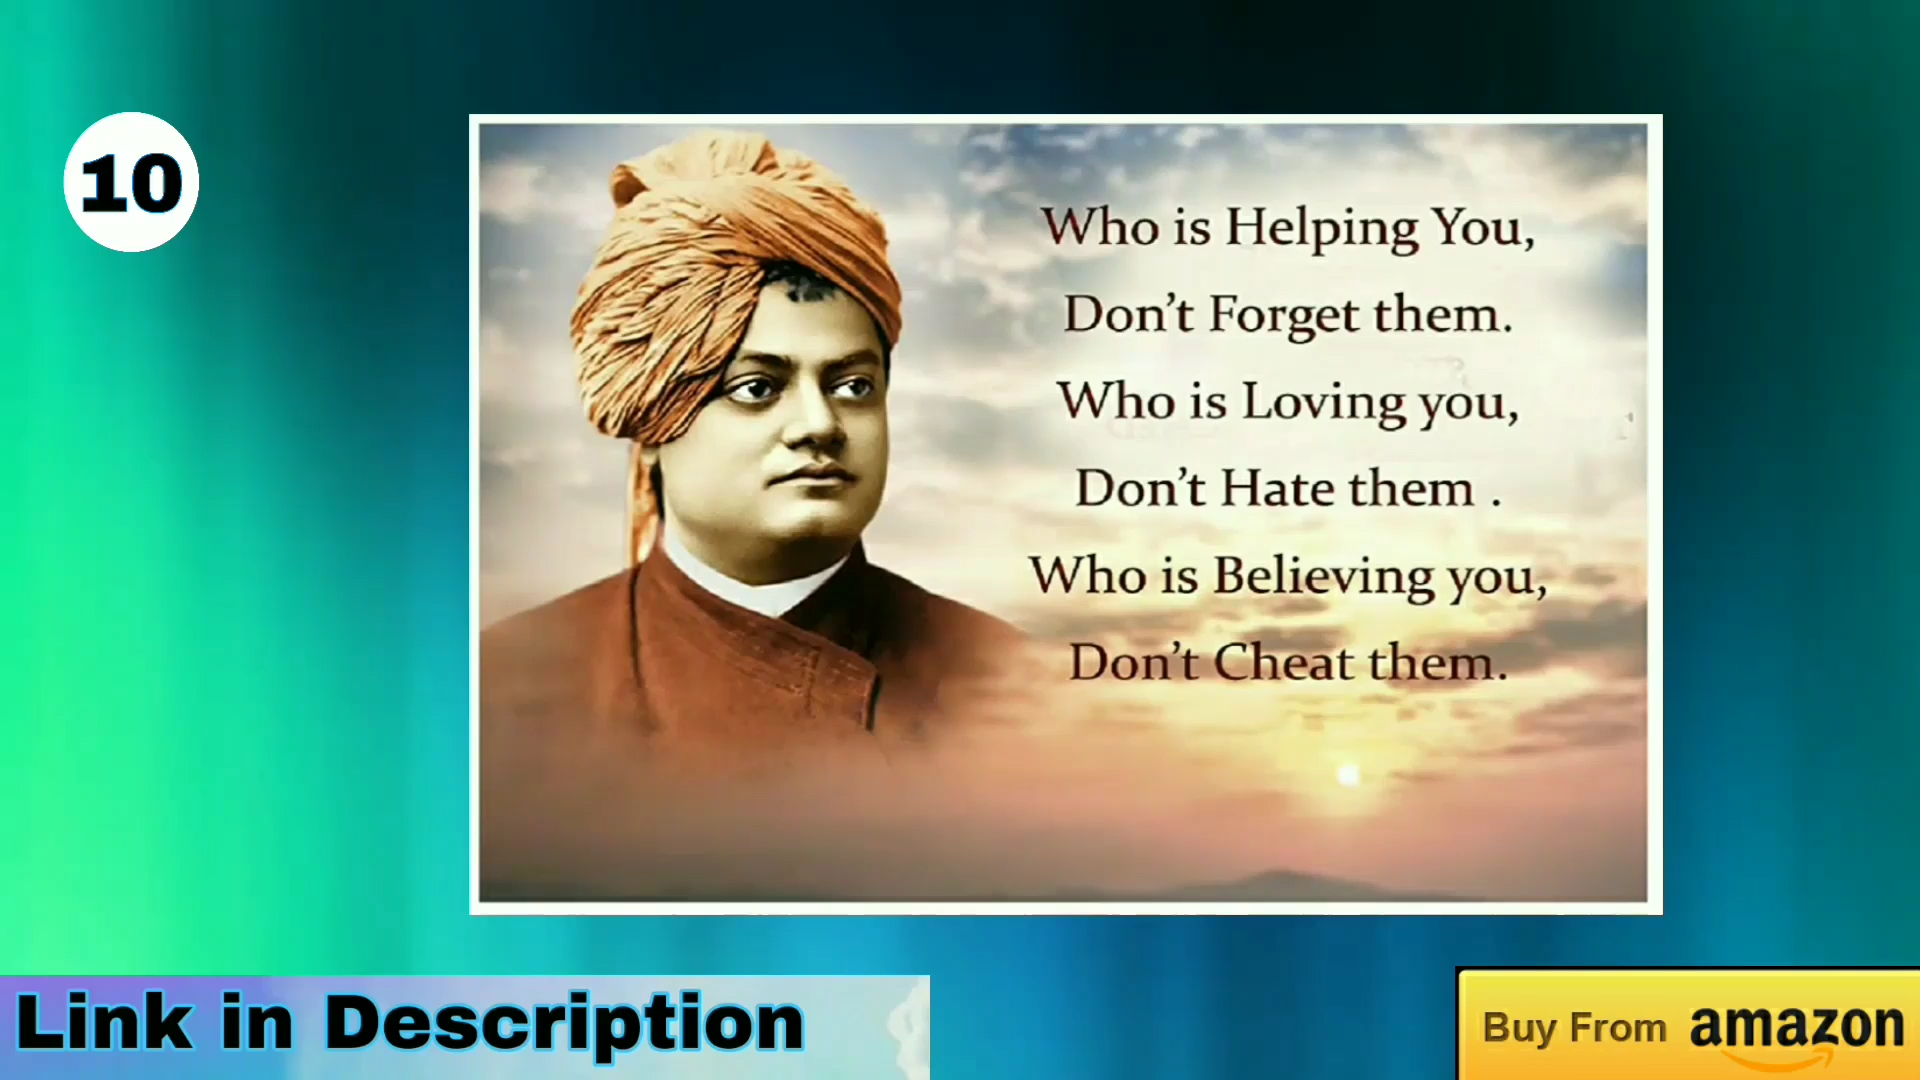 10
Who is Helping You,
Don't Forget them.
Who is Loving you,
Don't Hate them .
Who is Believing you,
Don't Cheat them.
Link in Description
Buy From amazon